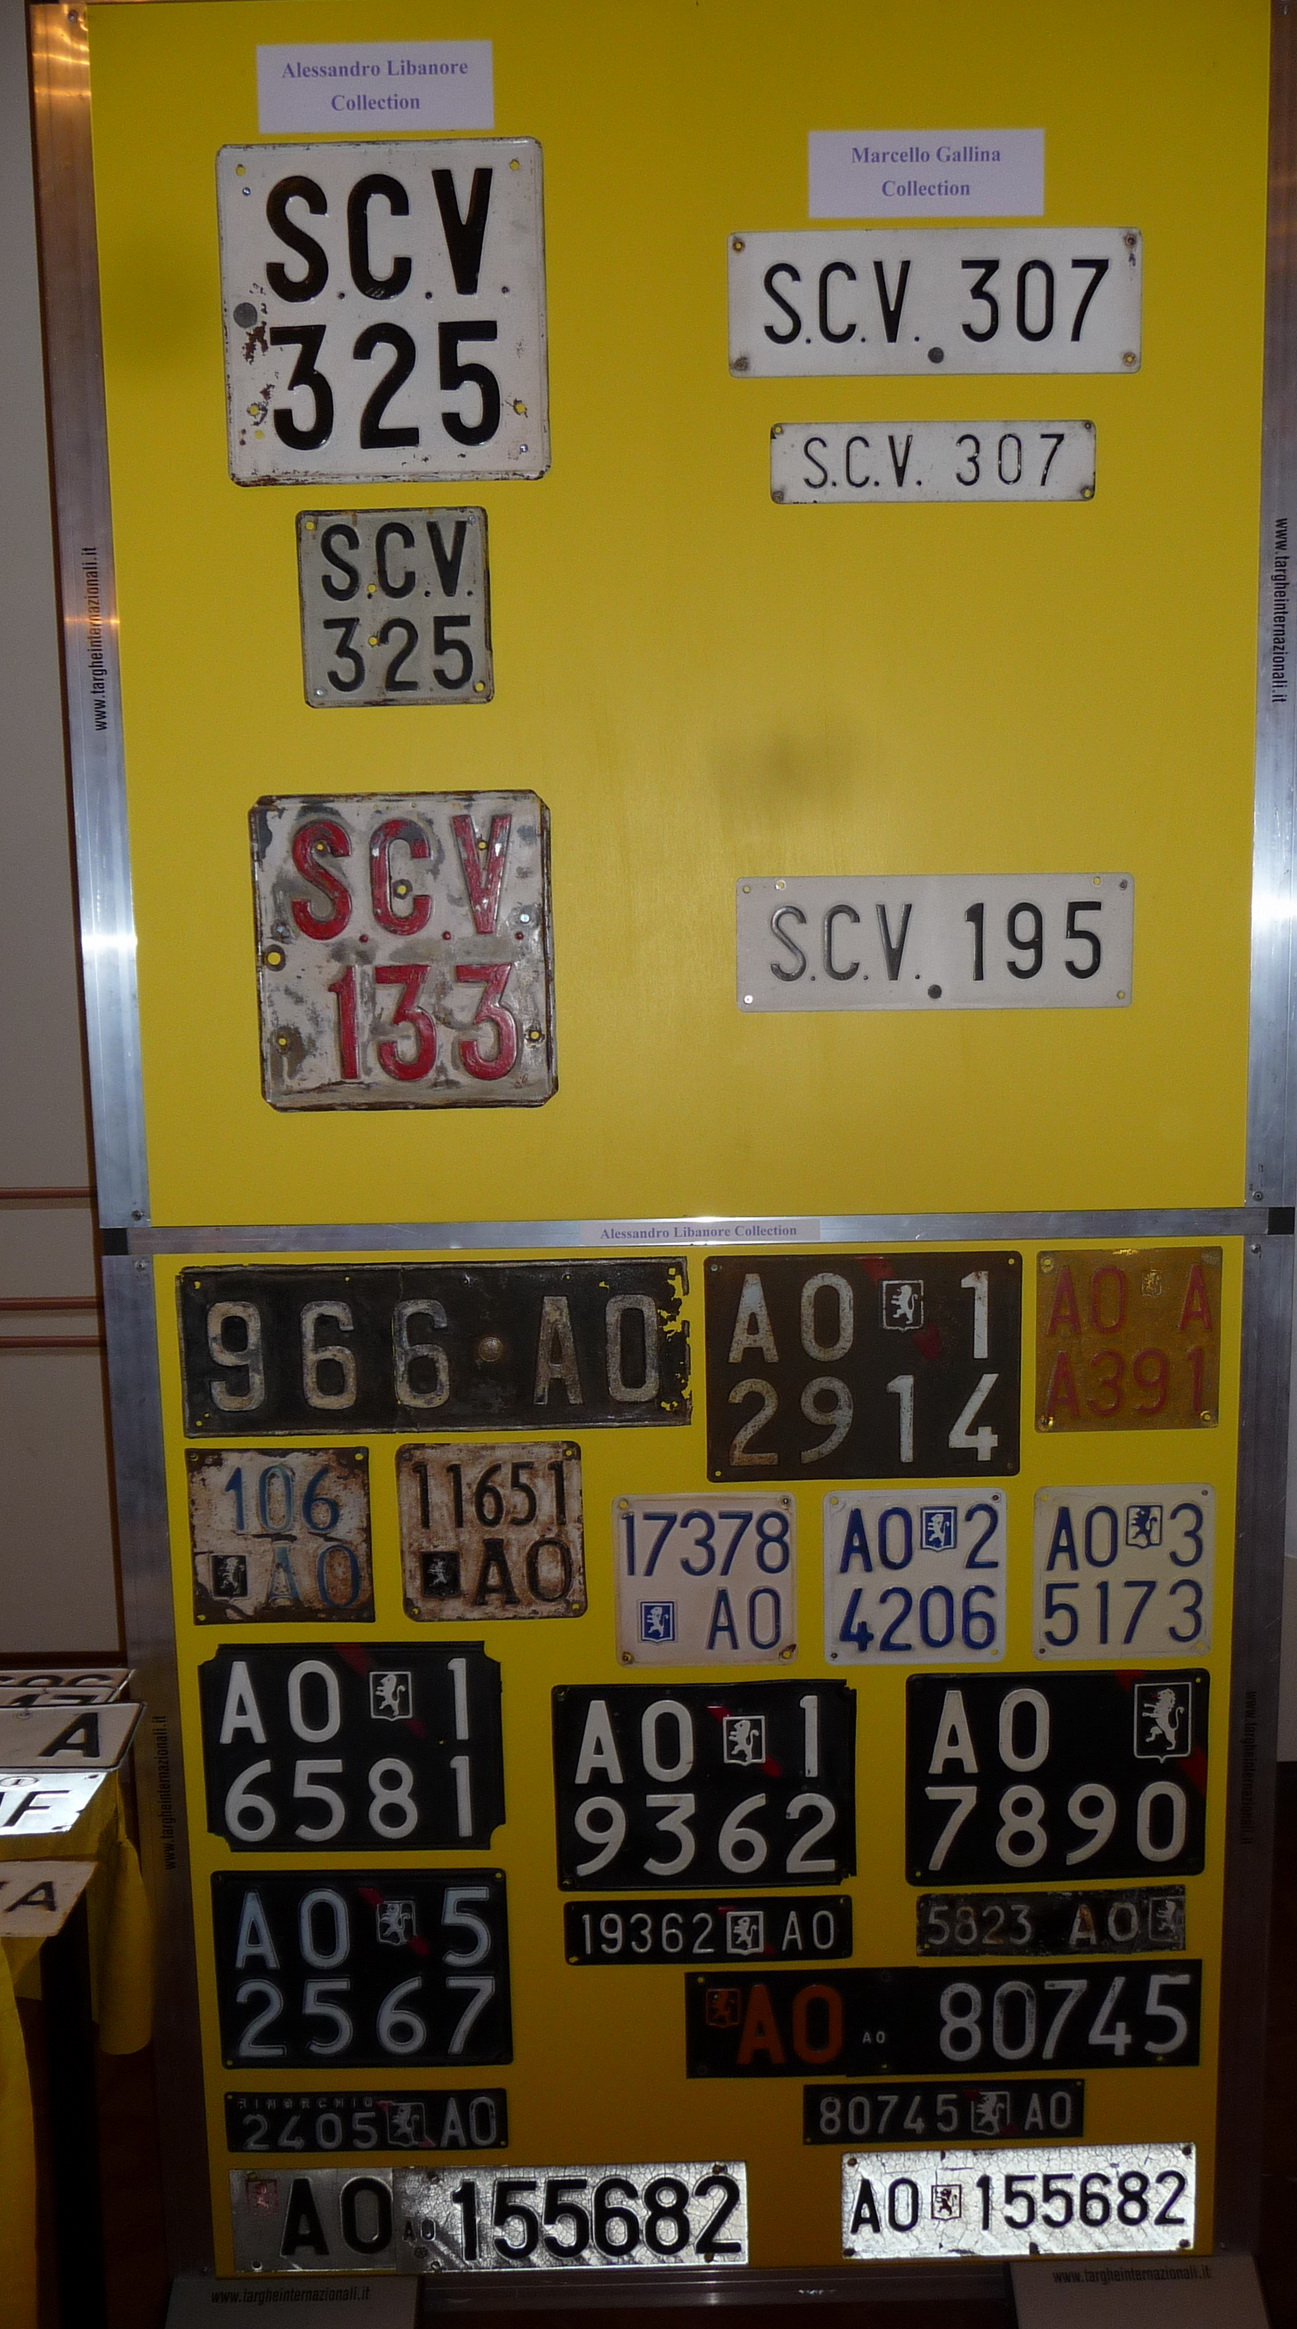 Alessandro Libanore
Collection
S.C.V.
325
S.C.V.
325
S.C.V.
133
Marcello Gallina
Collection
S.C.V. 307
S.C.V. 307
S.C.V. 195
www.targheinternazionali.it
www.targheinternazionali.it
Alessandro Libanore Collection
966·AO
AO 1
2914
AO A
A391
106
AO
11651
AO
17378
AO
AO 2
4206
AO 3
5173
AO 1
6581
AO 1
9362
AO
7890
AO 5
2567
19362 AO
5823 AO
AO AO 80745
RIMORCHIO
2405 AO
80745 AO
AO AO 155682
AO 155682
A
F
A
www.targheinternazionali.it
www.targheinternazionali.it
www.targheinternazionali.it
www.targheinternazionali.it